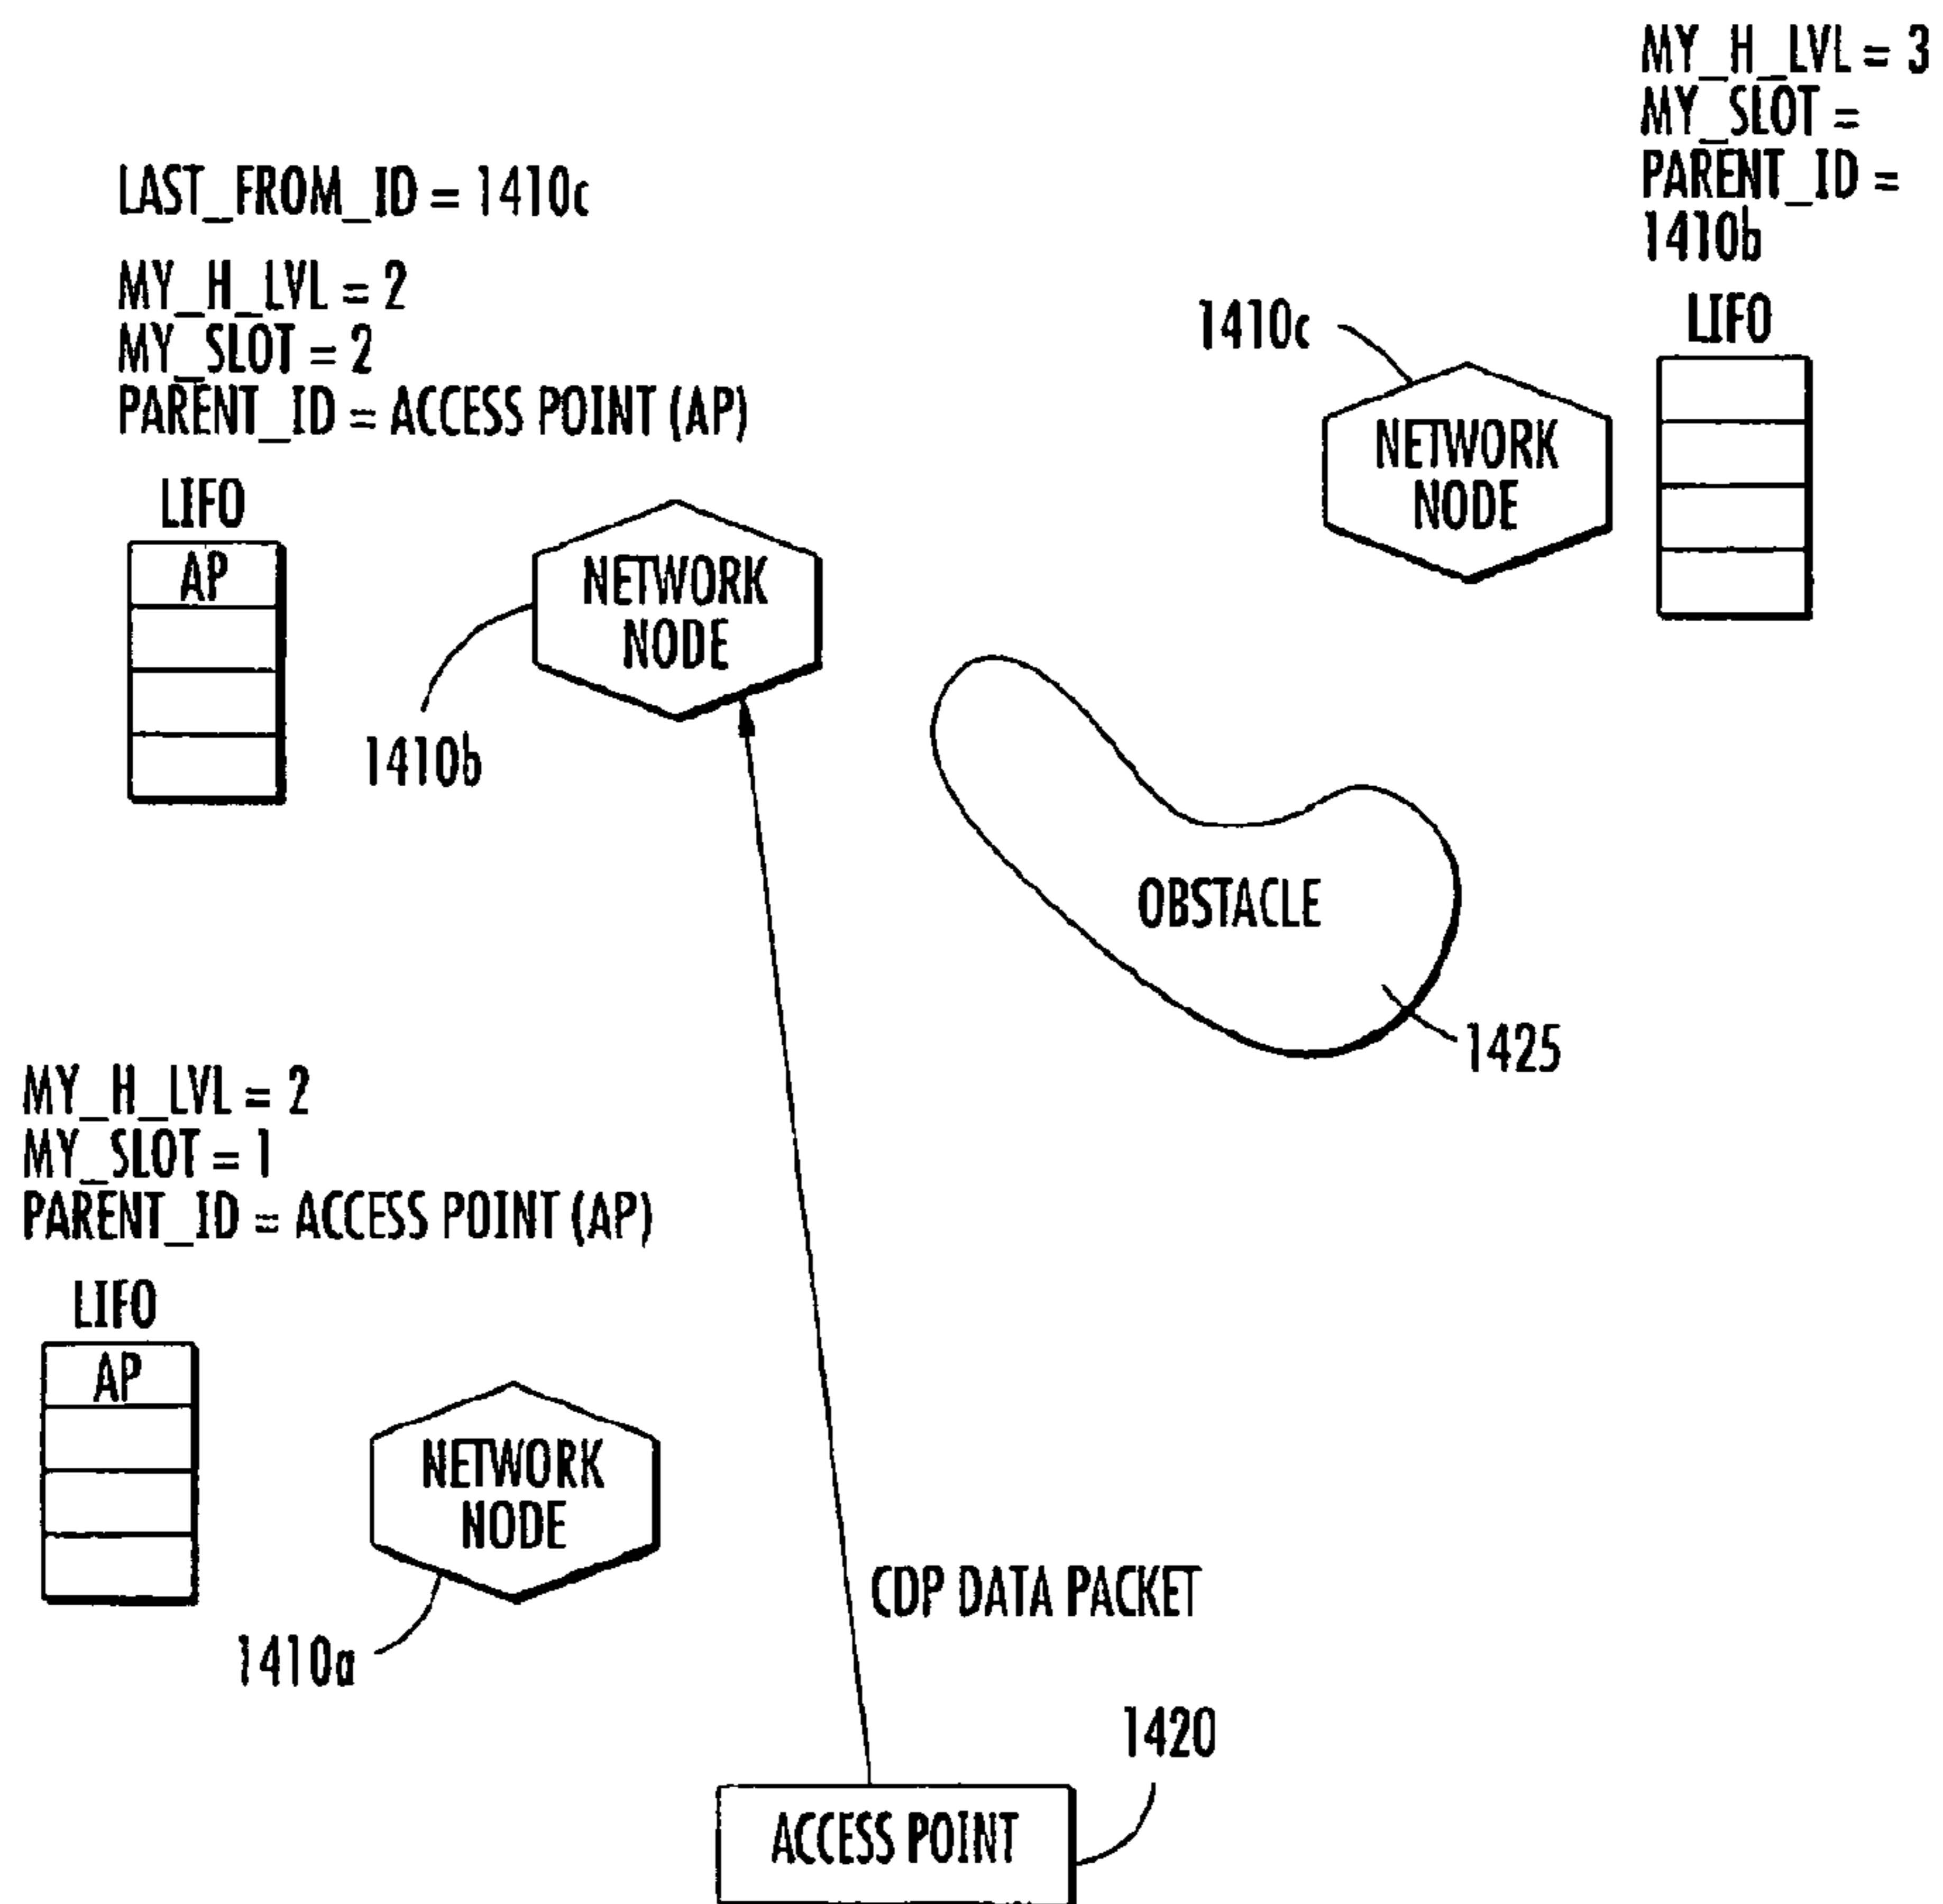 MY_H_LVL = 3
MY_SLOT =
PARENT_ID =
1410b
LAST_FROM_ID = 1410c
MY_H_LVL = 2
MY_SLOT = 2
PARENT_ID = ACCESS POINT (AP)
LIFO
AP
NETWORK
NODE
1410b
1410c
NETWORK
NODE
LIFO
OBSTACLE
1425
MY_H_LVL = 2
MY_SLOT = 1
PARENT_ID = ACCESS POINT (AP)
LIFO
AP
NETWORK
NODE
1410a
CDP DATA PACKET
1420
ACCESS POINT